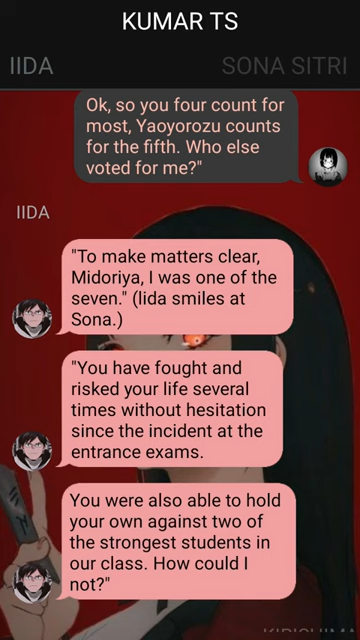 KUMAR TS
IIDA
SONA SITRI
Ok, so you four count for
most, Yaoyorozu counts
for the fifth. Who else
voted for me?"
IIDA
"To make matters clear,
Midoriya, I was one of the
seven." (Iida smiles at
Sona.)
"You have fought and
risked your life several
times without hesitation
since the incident at the
entrance exams.
You were also able to hold
your own against two of
the strongest students in
our class. How could I
not?"